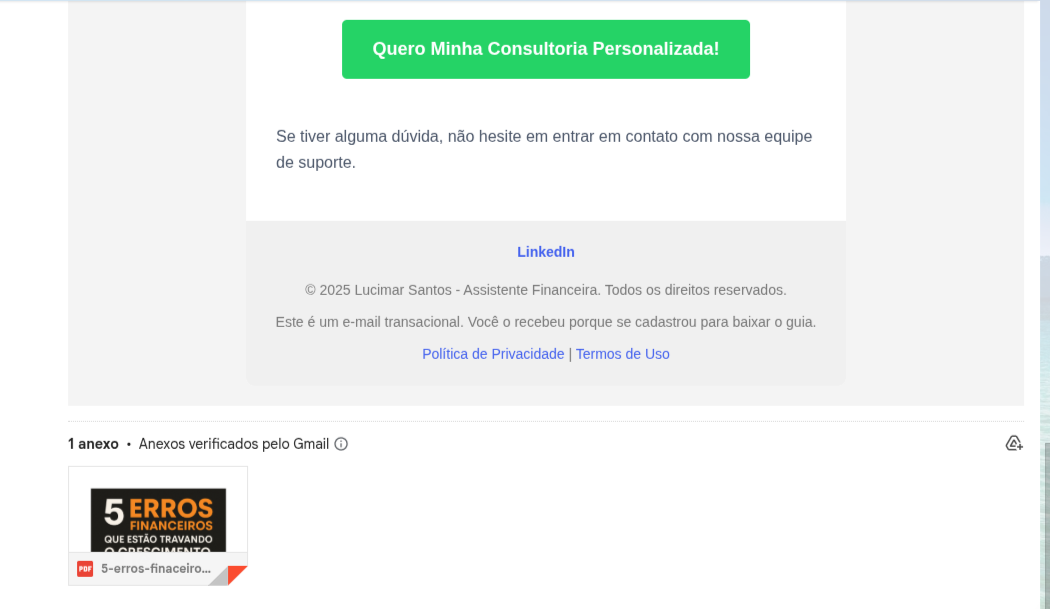 Quero Minha Consultoria Personalizada!
Se tiver alguma dúvida, não hesite em entrar em contato com nossa equipe
de suporte.
LinkedIn
© 2025 Lucimar Santos - Assistente Financeira. Todos os direitos reservados.
Este é um e-mail transacional. Você o recebeu porque se cadastrou para baixar o guia.
Política de Privacidade | Termos de Uso
1 anexo • Anexos verificados pelo Gmail
5 ERROS
FINANCEIROS
QUE ESTÃO TRAVANDO
O CRESCIMENTO
PDF 5-erros-finaceiro...